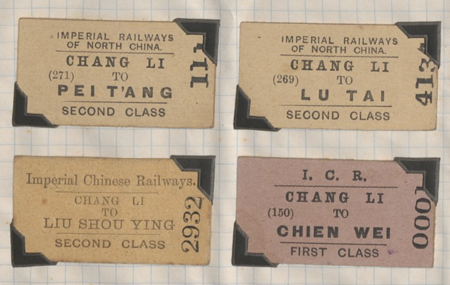 IMPERIAL RAILWAYS
OF NORTH CHINA.
CHANG LI
(271) TO
PEI T'ANG
SECOND CLASS
IMPERIAL RAILWAYS
OF NORTH CHINA.
CHANG LI
(269) TO
LU TAI
SECOND CLASS
Imperial Chinese Railways.
CHANG LI
TO
LIU SHOU YING
SECOND CLASS
2932
I. C. R.
CHANG LI
(150) TO
CHIEN WEI
FIRST CLASS